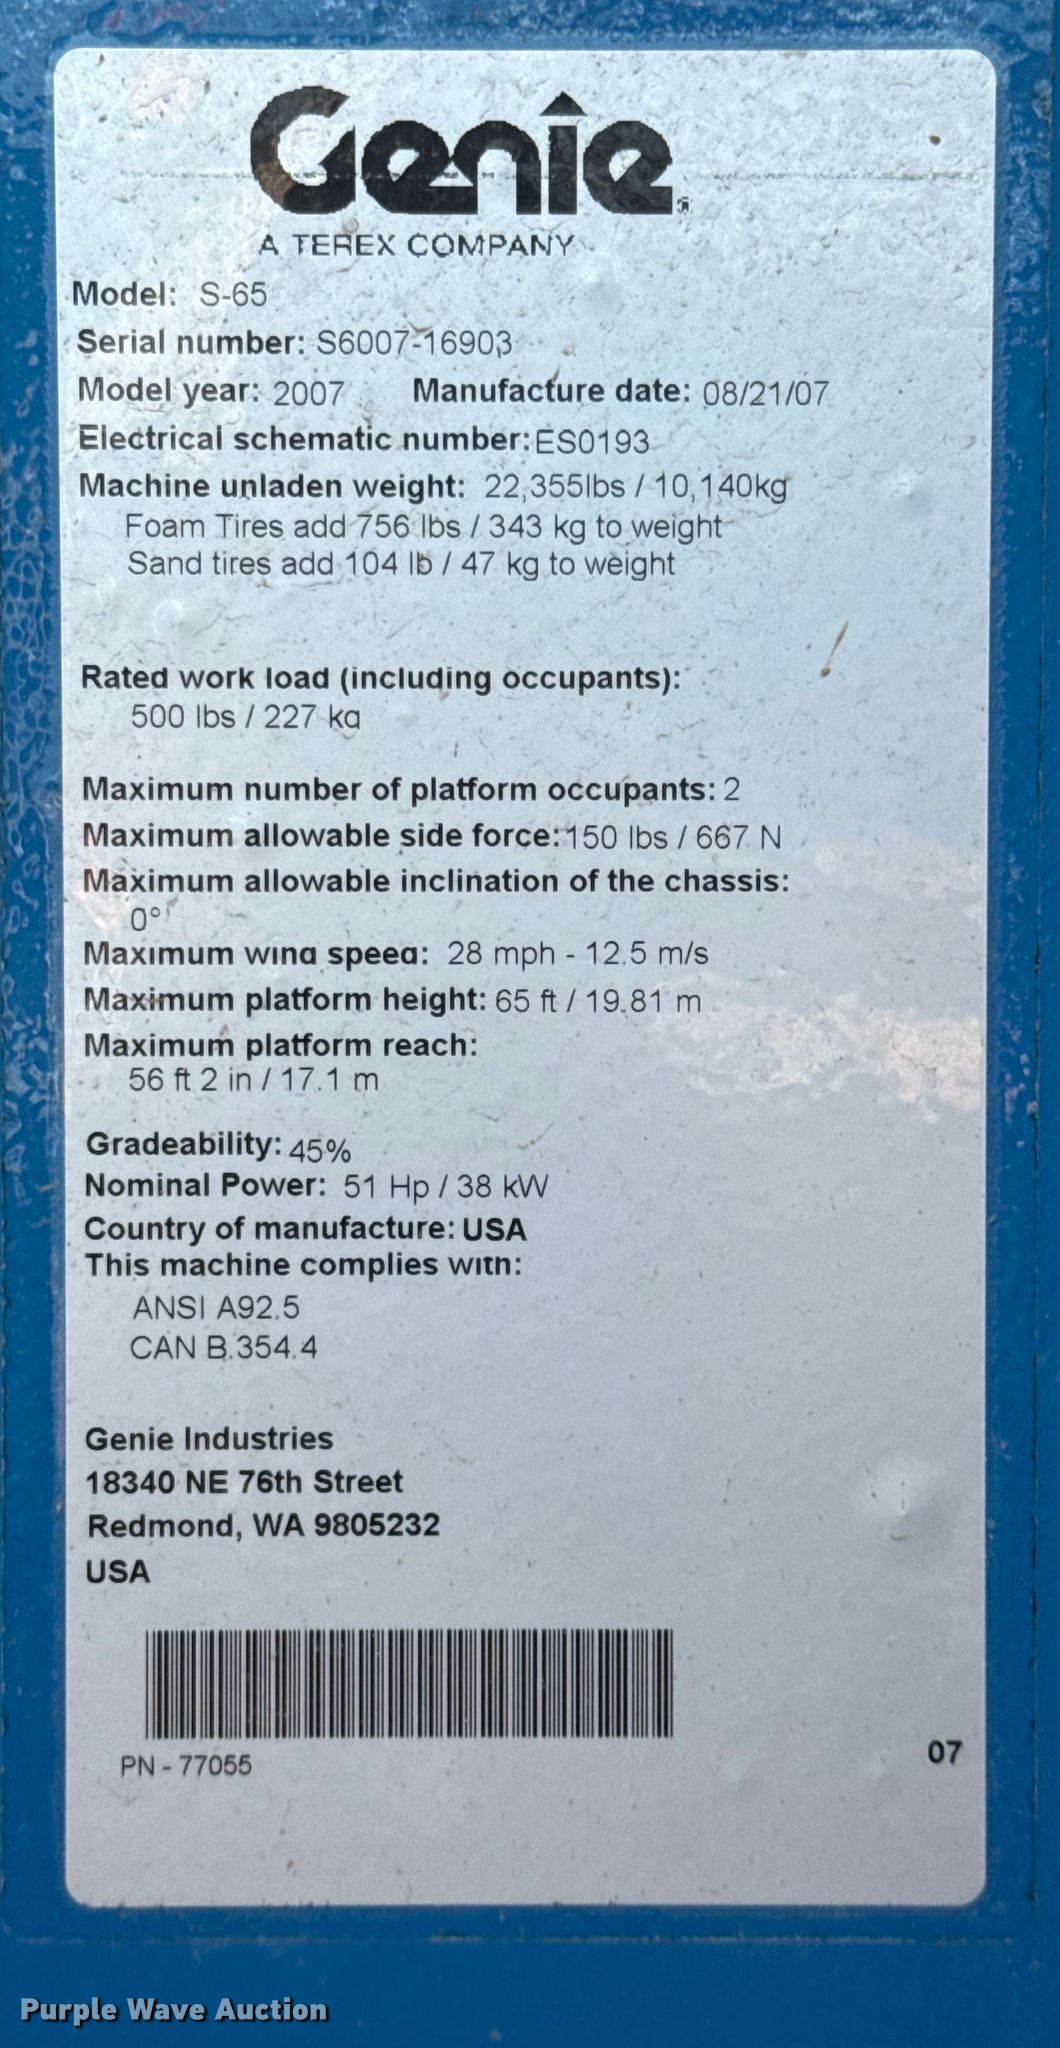 Genie
A TEREX COMPANY
Model: S-65
Serial number: S6007-16903
Model year: 2007 Manufacture date: 08/21/07
Electrical schematic number: ES0193
Machine unladen weight: 22,355lbs / 10,140kg
Foam Tires add 756 lbs / 343 kg to weight
Sand tires add 104 lb / 47 kg to weight
Rated work load (including occupants):
500 lbs / 227 kg
Maximum number of platform occupants: 2
Maximum allowable side force: 150 lbs / 667 N
Maximum allowable inclination of the chassis:
0°
Maximum wind speed: 28 mph - 12.5 m/s
Maximum platform height: 65 ft / 19.81 m
Maximum platform reach:
56 ft 2 in / 17.1 m
Gradeability: 45%
Nominal Power: 51 Hp / 38 kW
Country of manufacture: USA
This machine complies with:
ANSI A92.5
CAN B.354.4
Genie Industries
18340 NE 76th Street
Redmond, WA 9805232
USA
PN - 77055
07
Purple Wave Auction